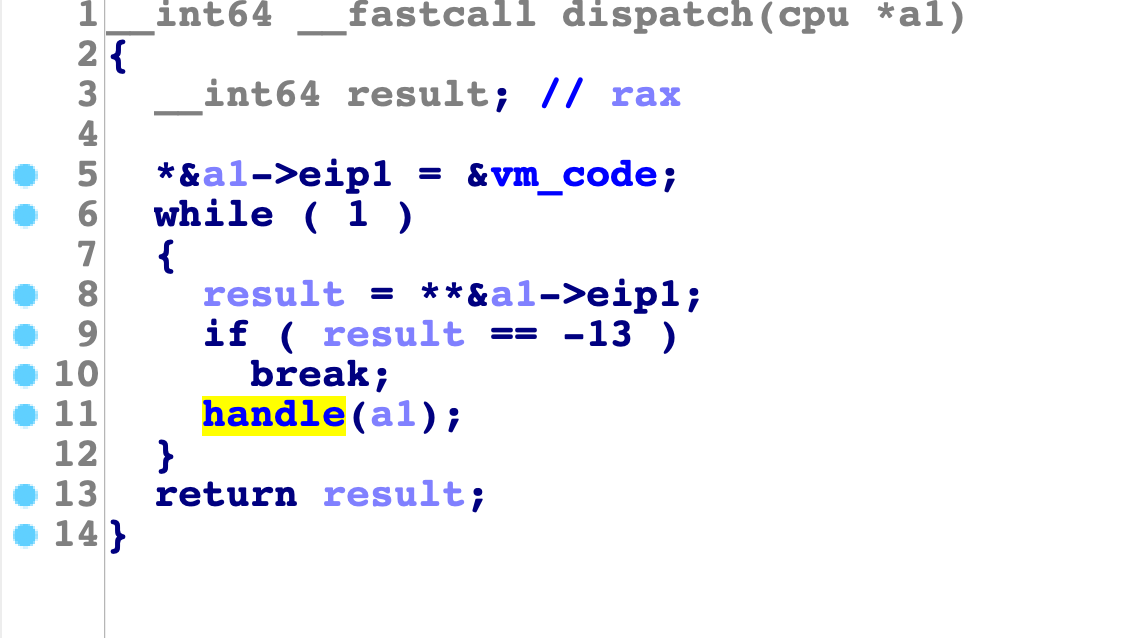 1 __int64 __fastcall dispatch(cpu *a1)
2 {
3   __int64 result; // rax
4
5   *&a1->eip1 = &vm_code;
6   while ( 1 )
7   {
8     result = **&a1->eip1;
9     if ( result == -13 )
10       break;
11     handle(a1);
12   }
13   return result;
14 }